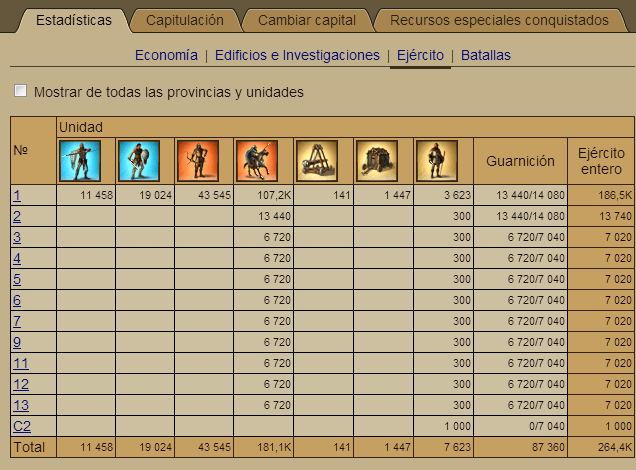 Estadísticas Capitulación Cambiar capital Recursos especiales conquistados
Economía | Edificios e Investigaciones | Ejército | Batallas
Mostrar de todas las provincias y unidades
№ Unidad Guarnición Ejército entero
1 11 458 19 024 43 545 107,2K 141 1 447 3 623 13 440/14 080 186,5K
2 13 440 300 13 440/14 080 13 740
3 6 720 300 6 720/7 040 7 020
4 6 720 300 6 720/7 040 7 020
5 6 720 300 6 720/7 040 7 020
6 6 720 300 6 720/7 040 7 020
7 6 720 300 6 720/7 040 7 020
9 6 720 300 6 720/7 040 7 020
11 6 720 300 6 720/7 040 7 020
12 6 720 300 6 720/7 040 7 020
13 6 720 300 6 720/7 040 7 020
C2 1 000 0/7 040 1 000
Total 11 458 19 024 43 545 181,1K 141 1 447 7 623 87 360 264,4K